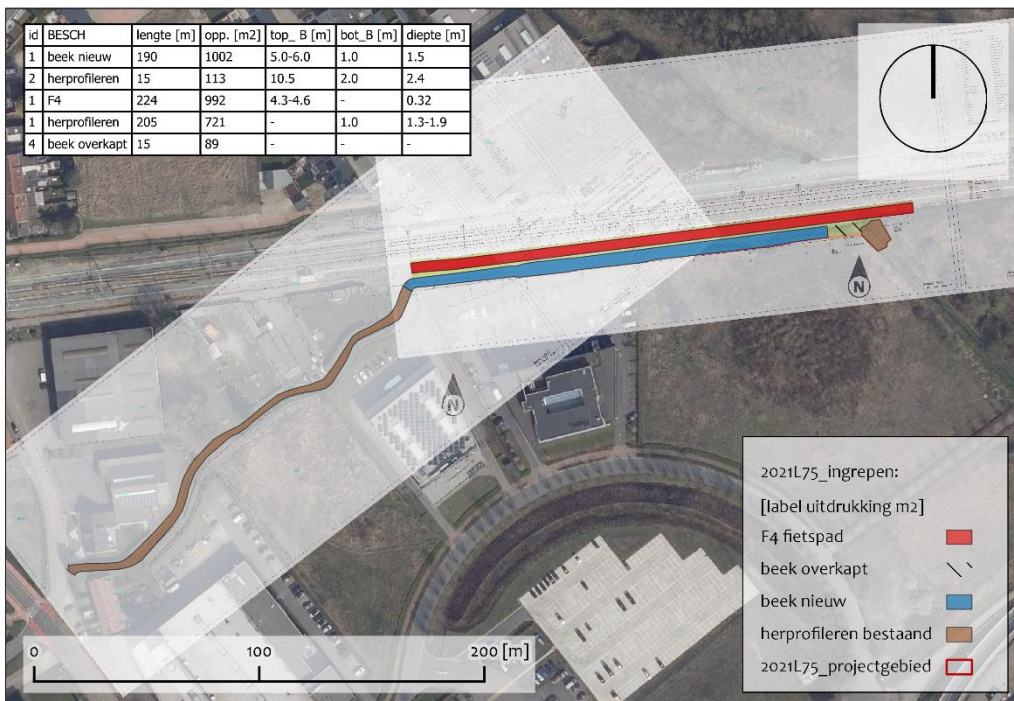 id BESCH lengte [m] opp. [m2] top_ B [m] bot_B [m] diepte [m]
1 beek nieuw 190 1002 5.0-6.0 1.0 1.5
2 herprofileren 15 113 10.5 2.0 2.4
1 F4 224 992 4.3-4.6 - 0.32
1 herprofileren 205 721 - 1.0 1.3-1.9
4 beek overkapt 15 89 - - -
N
N
2021L75_ingrepen:
[label uitdrukking m2]
F4 fietspad
beek overkapt
beek nieuw
herprofileren bestaand
2021L75_projectgebied
0 100 200 [m]